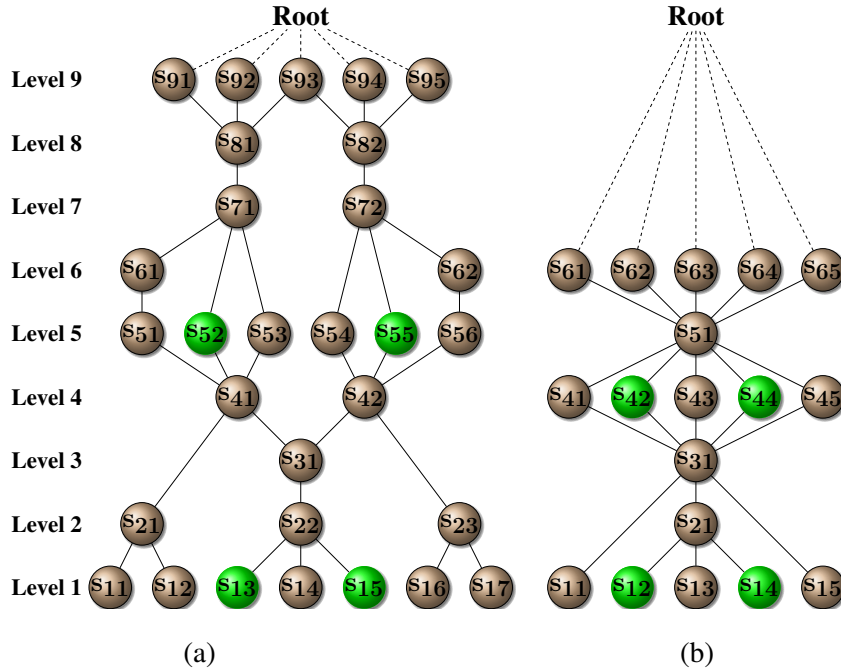 Root Root
Level 9 S91 S92 S93 S94 S95
Level 8 S81 S82
Level 7 S71 S72
Level 6 S61 S62 S61 S62 S63 S64 S65
Level 5 S51 S52 S53 S54 S55 S56 S51
Level 4 S41 S42 S41 S42 S43 S44 S45
Level 3 S31 S31
Level 2 S21 S22 S23 S21
Level 1 S11 S12 S13 S14 S15 S16 S17 S11 S12 S13 S14 S15
(a) (b)